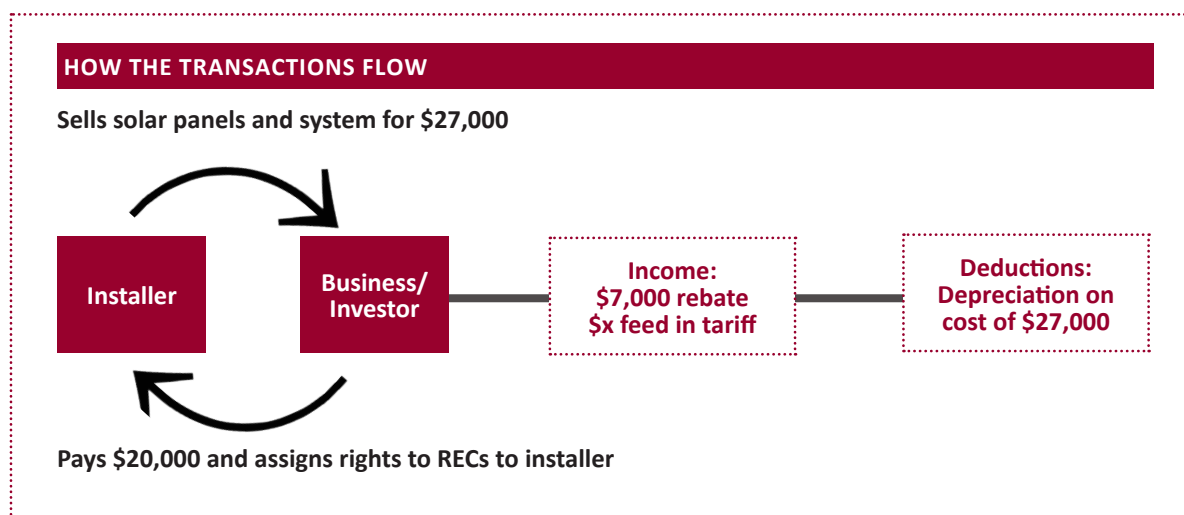 HOW THE TRANSACTIONS FLOW
Sells solar panels and system for $27,000
Installer
Business/
Investor
Income:
$7,000 rebate
$x feed in tariff
Deductions:
Depreciation on
cost of $27,000
Pays $20,000 and assigns rights to RECs to installer